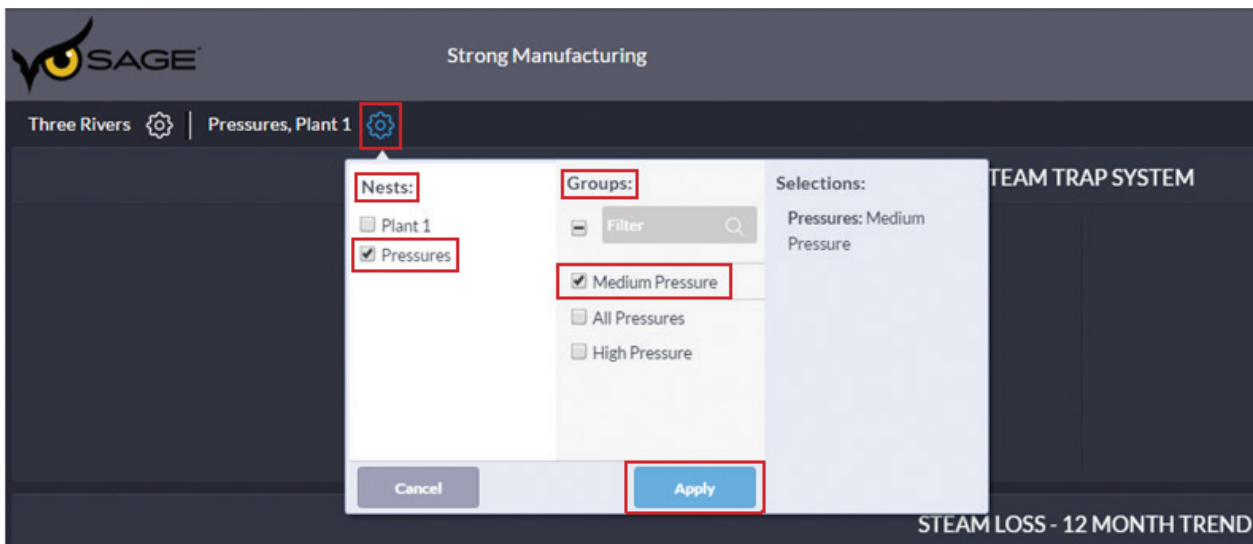 SAGE™
Strong Manufacturing
Three Rivers
Pressures, Plant 1
Nests:
Plant 1
Pressures
Groups:
Filter
Medium Pressure
All Pressures
High Pressure
Selections:
Pressures: Medium
Pressure
Cancel
Apply
TEAM TRAP SYSTEM
STEAM LOSS - 12 MONTH TREND